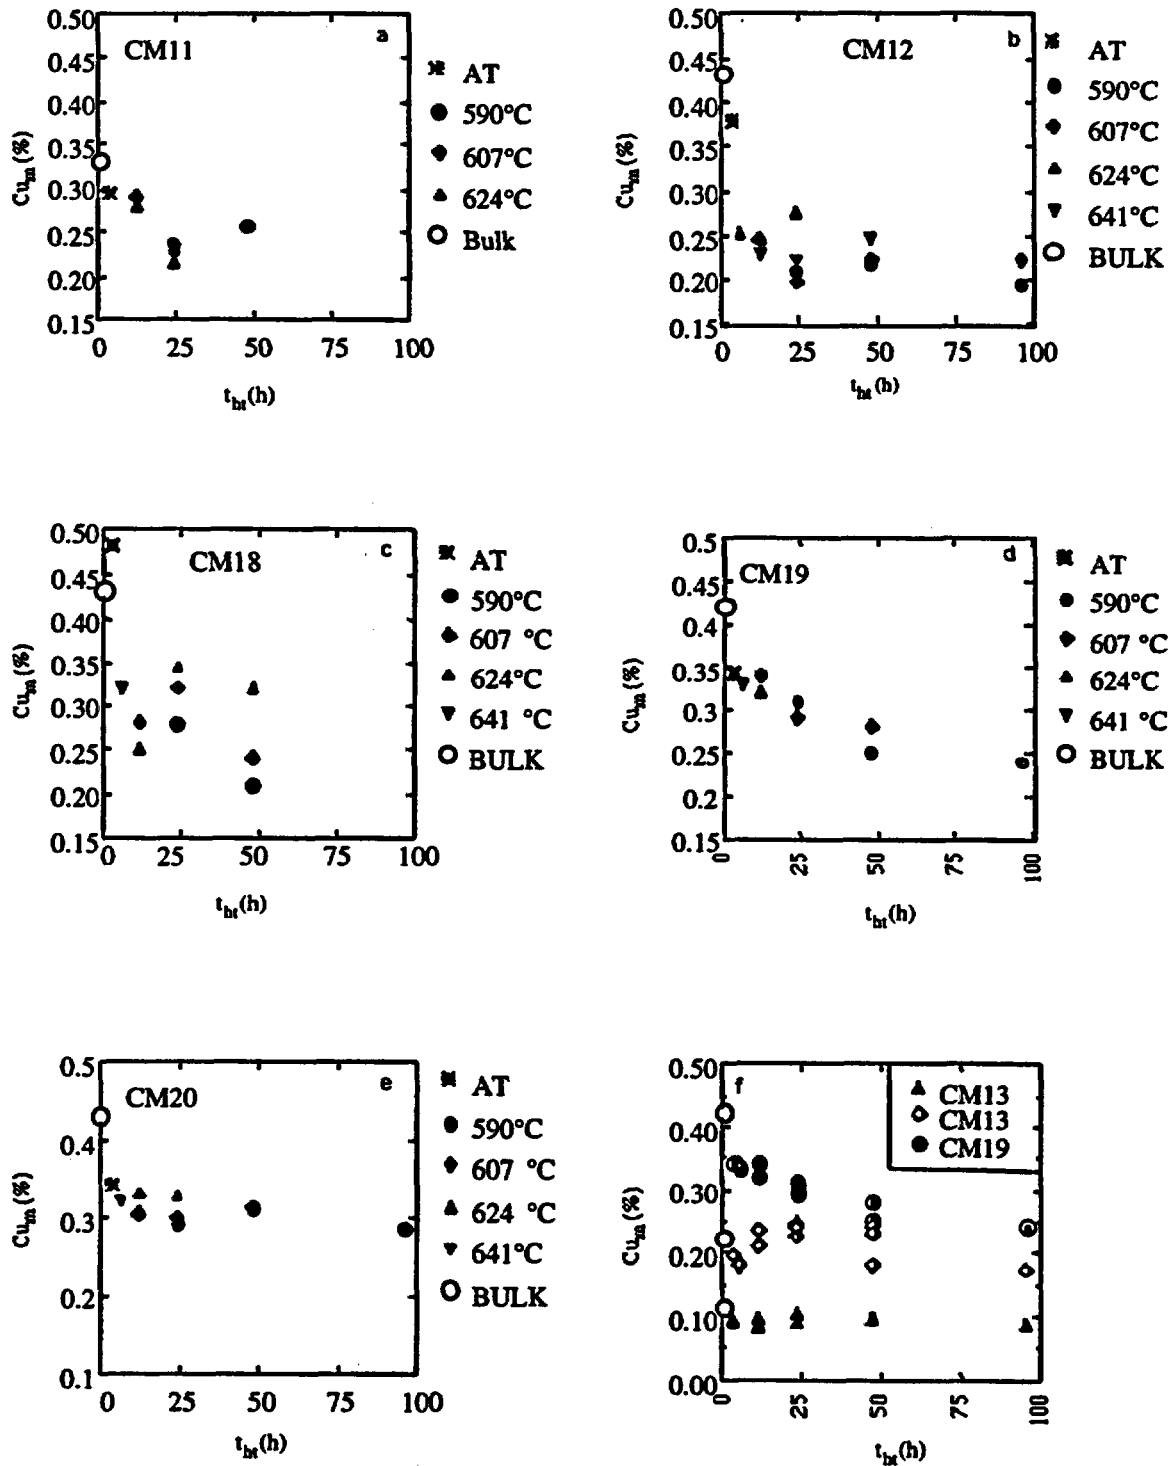 CM11
a
Cu_m (%)
0.50
0.45
0.40
0.35
0.30
0.25
0.20
0.15
0 25 50 75 100
t_ht(h)
AT
590°C
607°C
624°C
Bulk
CM12
b
Cu_m (%)
0.50
0.45
0.40
0.35
0.30
0.25
0.20
0.15
0 25 50 75 100
t_ht(h)
AT
590°C
607°C
624°C
641°C
BULK
CM18
c
Cu_m (%)
0.50
0.45
0.40
0.35
0.30
0.25
0.20
0.15
0 25 50 75 100
t_ht(h)
AT
590°C
607 °C
624°C
641 °C
BULK
CM19
d
Cu_m (%)
0.5
0.45
0.4
0.35
0.3
0.25
0.2
0.15
0 25 50 75 100
t_ht(h)
AT
590°C
607 °C
624°C
641 °C
BULK
CM20
e
Cu_m (%)
0.5
0.4
0.3
0.2
0.1
0 25 50 75 100
t_ht(h)
AT
590°C
607 °C
624 °C
641°C
BULK
f
Cu_m (%)
0.50
0.40
0.30
0.20
0.10
0.00
0 25 50 75 100
t_ht(h)
CM13
CM13
CM19